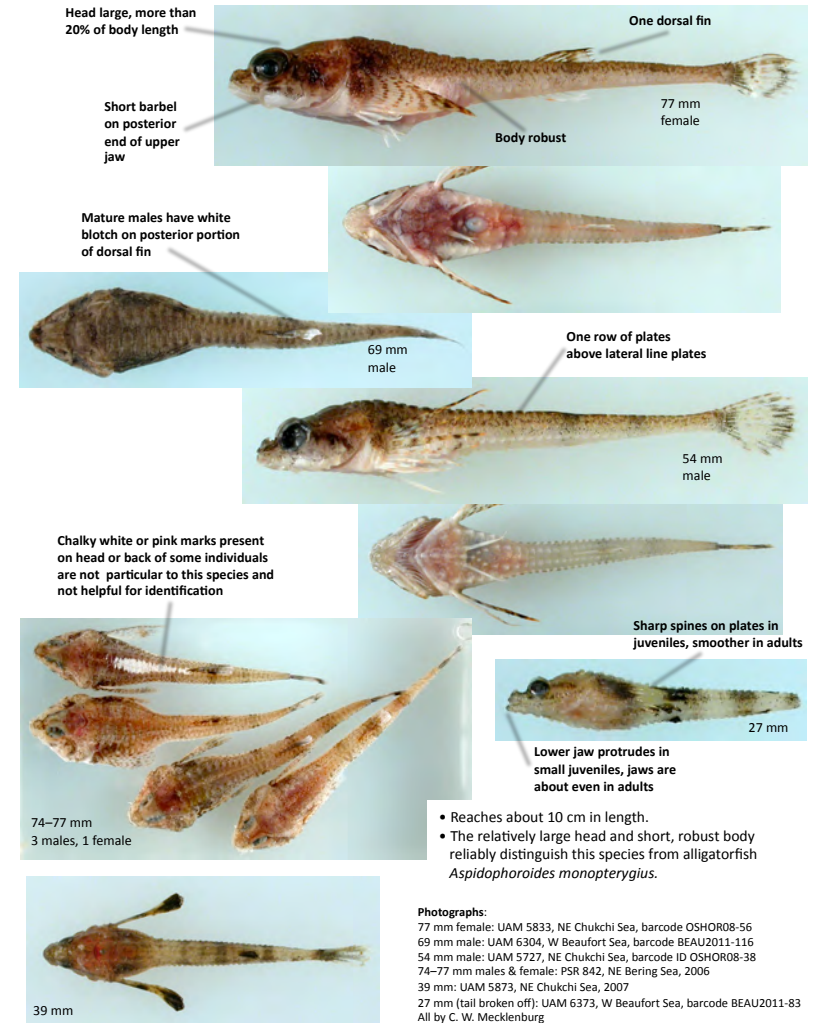 Head large, more than
20% of body length
One dorsal fin
Short barbel
on posterior
end of upper
jaw
77 mm
female
Body robust
Mature males have white
blotch on posterior portion
of dorsal fin
69 mm
male
One row of plates
above lateral line plates
54 mm
male
Chalky white or pink marks present
on head or back of some individuals
are not particular to this species and
not helpful for identification
Sharp spines on plates in
juveniles, smoother in adults
27 mm
Lower jaw protrudes in
small juveniles, jaws are
about even in adults
74–77 mm
3 males, 1 female
• Reaches about 10 cm in length.
• The relatively large head and short, robust body
reliably distinguish this species from alligatorfish
Aspidophoroides monopterygius.
39 mm
Photographs:
77 mm female: UAM 5833, NE Chukchi Sea, barcode OSHOR08-56
69 mm male: UAM 6304, W Beaufort Sea, barcode BEAU2011-116
54 mm male: UAM 5727, NE Chukchi Sea, barcode ID OSHOR08-38
74–77 mm males & female: PSR 842, NE Bering Sea, 2006
39 mm: UAM 5873, NE Chukchi Sea, 2007
27 mm (tail broken off): UAM 6373, W Beaufort Sea, barcode BEAU2011-83
All by C. W. Mecklenburg